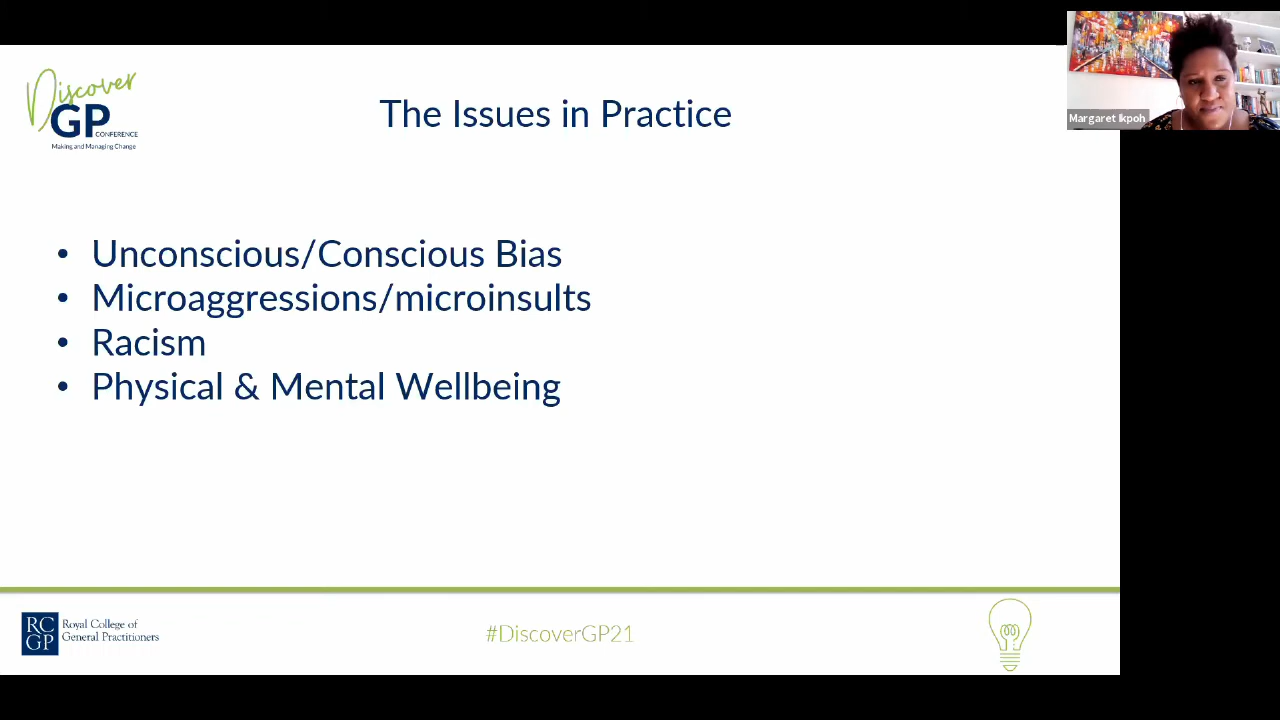 Discover
GP CONFERENCE
Making and Managing Change
The Issues in Practice
Margaret Ikpoh
• Unconscious/Conscious Bias
• Microaggressions/microinsults
• Racism
• Physical & Mental Wellbeing
RC
GP
Royal College of
General Practitioners
#DiscoverGP21